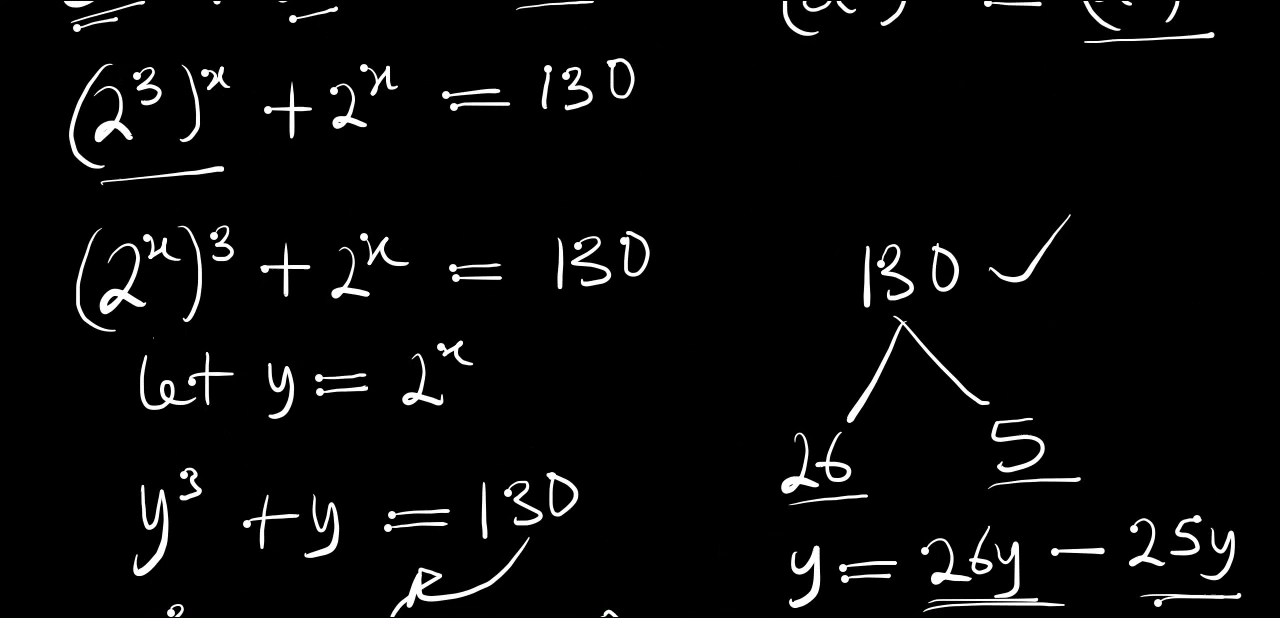 (2³)ˣ + 2ˣ = 130
(2ˣ)³ + 2ˣ = 130
let y = 2ˣ
y³ + y = 130
130 ✓
26 5
y = 26y − 25y